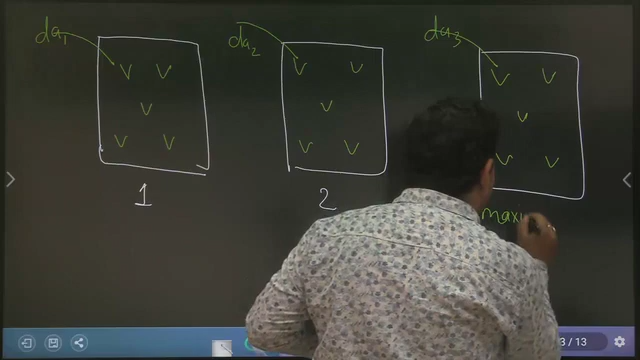 da1 da2 da3
V V V V V V
V V V
V V V V V V
1 2
maxi
3 / 13